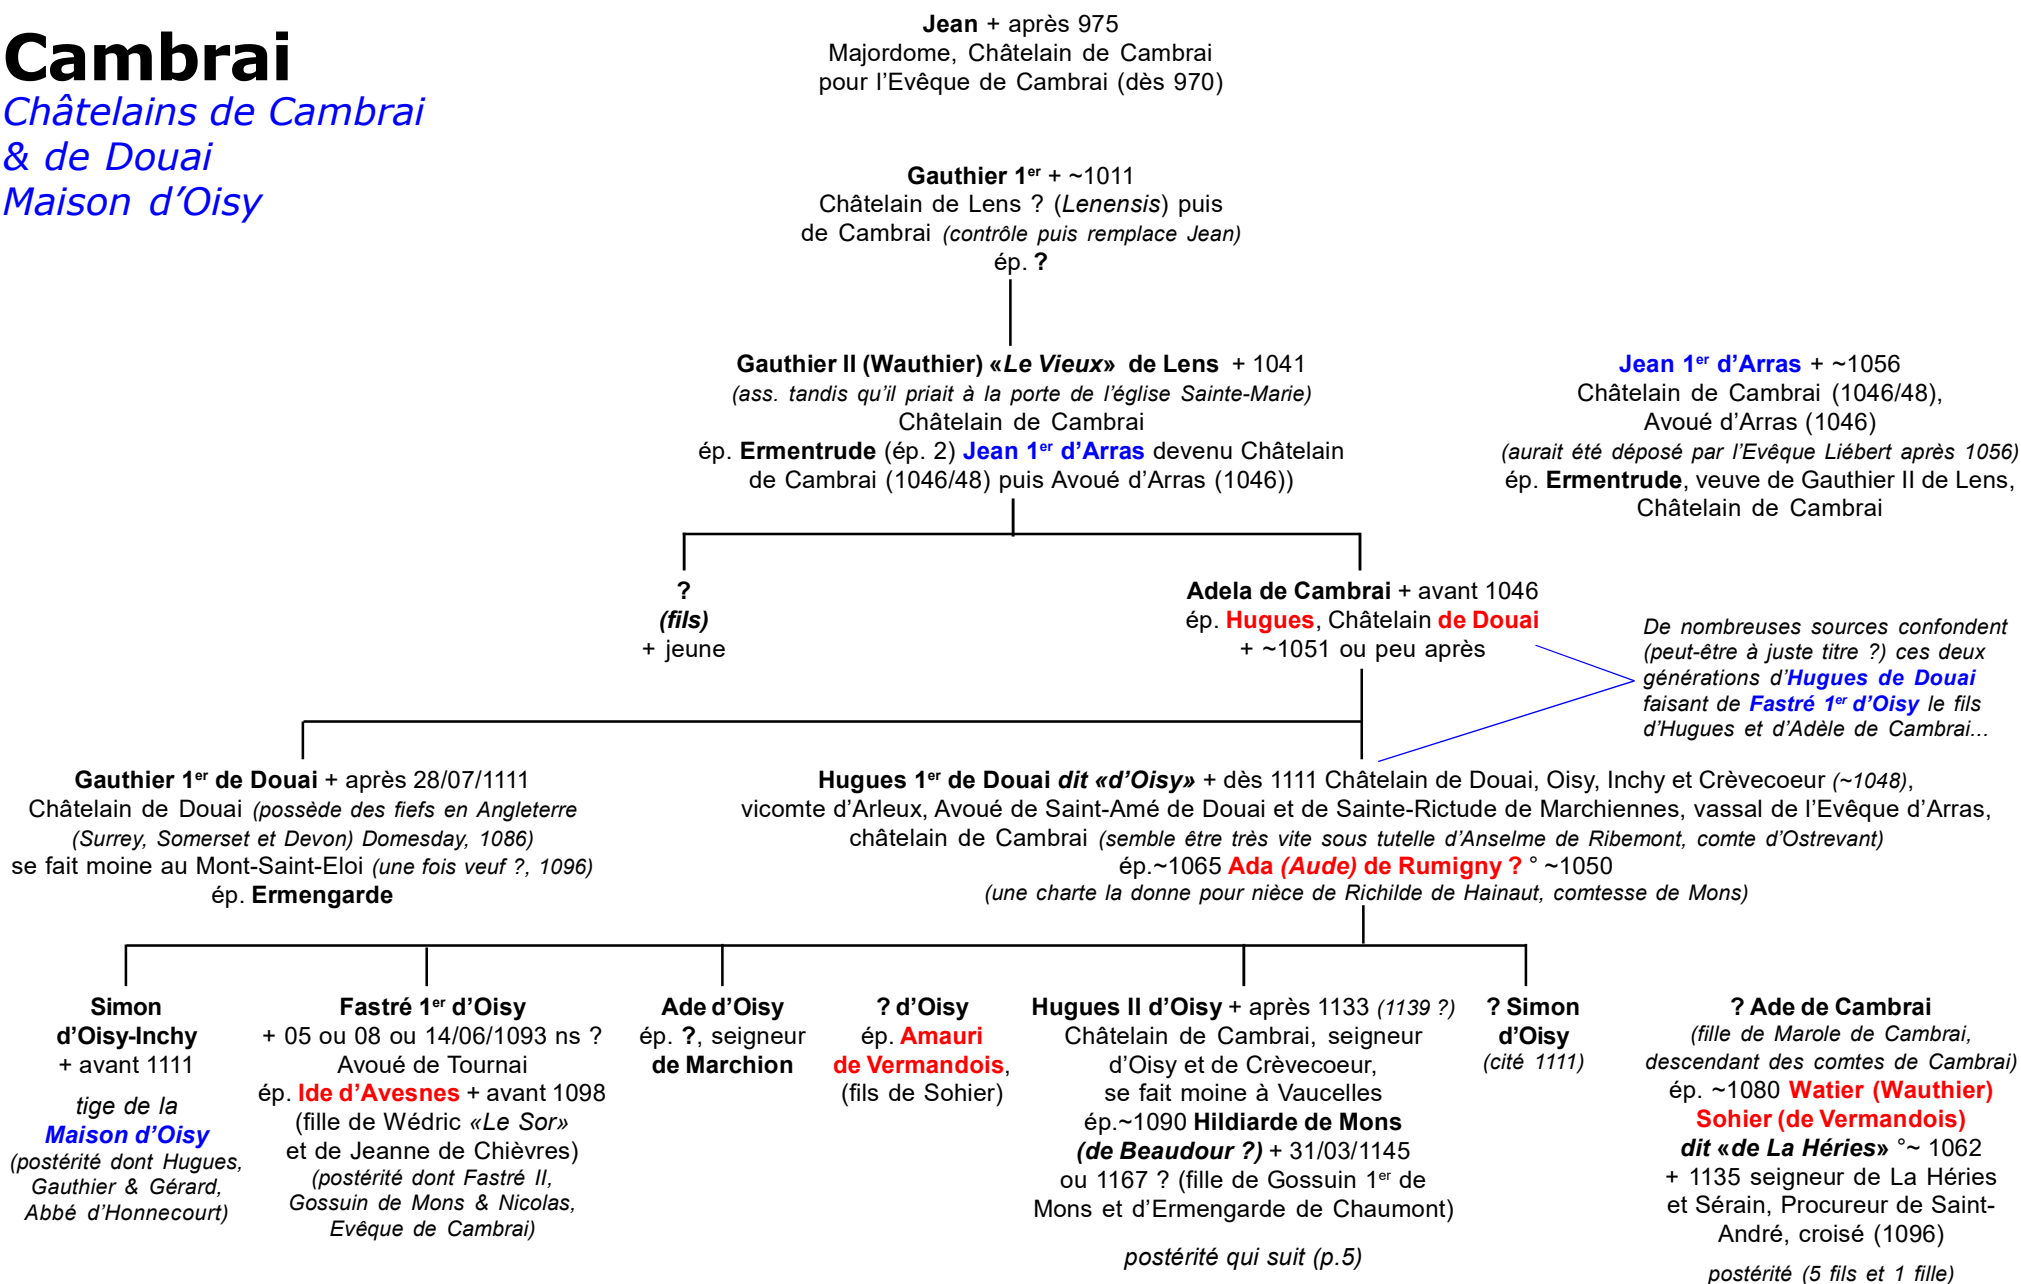 Cambrai
Châtelains de Cambrai
& de Douai
Maison d'Oisy
Jean + après 975
Majordome, Châtelain de Cambrai
pour l'Evêque de Cambrai (dès 970)
Gauthier 1er + ~1011
Châtelain de Lens ? (Lenensis) puis
de Cambrai (contrôle puis remplace Jean)
ép. ?
Gauthier II (Wauthier) «Le Vieux» de Lens + 1041
(ass. tandis qu'il priait à la porte de l'église Sainte-Marie)
Châtelain de Cambrai
ép. Ermentrude (ép. 2) Jean 1er d'Arras devenu Châtelain
de Cambrai (1046/48) puis Avoué d'Arras (1046))
Jean 1er d'Arras + ~1056
Châtelain de Cambrai (1046/48),
Avoué d'Arras (1046)
(aurait été déposé par l'Evêque Liébert après 1056)
ép. Ermentrude, veuve de Gauthier II de Lens,
Châtelain de Cambrai
?
(fils)
+ jeune
Adela de Cambrai + avant 1046
ép. Hugues, Châtelain de Douai
+ ~1051 ou peu après
De nombreuses sources confondent
(peut-être à juste titre ?) ces deux
générations d'Hugues de Douai
faisant de Fastré 1er d'Oisy le fils
d'Hugues et d'Adèle de Cambrai...
Gauthier 1er de Douai + après 28/07/1111
Châtelain de Douai (possède des fiefs en Angleterre
(Surrey, Somerset et Devon) Domesday, 1086)
se fait moine au Mont-Saint-Eloi (une fois veuf ?, 1096)
ép. Ermengarde
Hugues 1er de Douai dit «d'Oisy» + dès 1111 Châtelain de Douai, Oisy, Inchy et Crèvecoeur (~1048),
vicomte d'Arleux, Avoué de Saint-Amé de Douai et de Sainte-Rictude de Marchiennes, vassal de l'Evêque d'Arras,
châtelain de Cambrai (semble être très vite sous tutelle d'Anselme de Ribemont, comte d'Ostrevant)
ép.~1065 Ada (Aude) de Rumigny ? ° ~1050
(une charte la donne pour nièce de Richilde de Hainaut, comtesse de Mons)
Simon
d'Oisy-Inchy
+ avant 1111
tige de la
Maison d'Oisy
(postérité dont Hugues,
Gauthier & Gérard,
Abbé d'Honnecourt)
Fastré 1er d'Oisy
+ 05 ou 08 ou 14/06/1093 ns ?
Avoué de Tournai
ép. Ide d'Avesnes + avant 1098
(fille de Wédric «Le Sor»
et de Jeanne de Chièvres)
(postérité dont Fastré II,
Gossuin de Mons & Nicolas,
Evêque de Cambrai)
Ade d'Oisy
ép. ?, seigneur
de Marchion
? d'Oisy
ép. Amauri
de Vermandois,
(fils de Sohier)
Hugues II d'Oisy + après 1133 (1139 ?)
Châtelain de Cambrai, seigneur
d'Oisy et de Crèvecoeur,
se fait moine à Vaucelles
ép.~1090 Hildiarde de Mons
(de Beaudour ?) + 31/03/1145
ou 1167 ? (fille de Gossuin 1er de
Mons et d'Ermengarde de Chaumont)
postérité qui suit (p.5)
? Simon
d'Oisy
(cité 1111)
? Ade de Cambrai
(fille de Marole de Cambrai,
descendant des comtes de Cambrai)
ép. ~1080 Watier (Wauthier)
Sohier (de Vermandois)
dit «de La Héries» °~ 1062
+ 1135 seigneur de La Héries
et Sérain, Procureur de Saint-
André, croisé (1096)
postérité (5 fils et 1 fille)